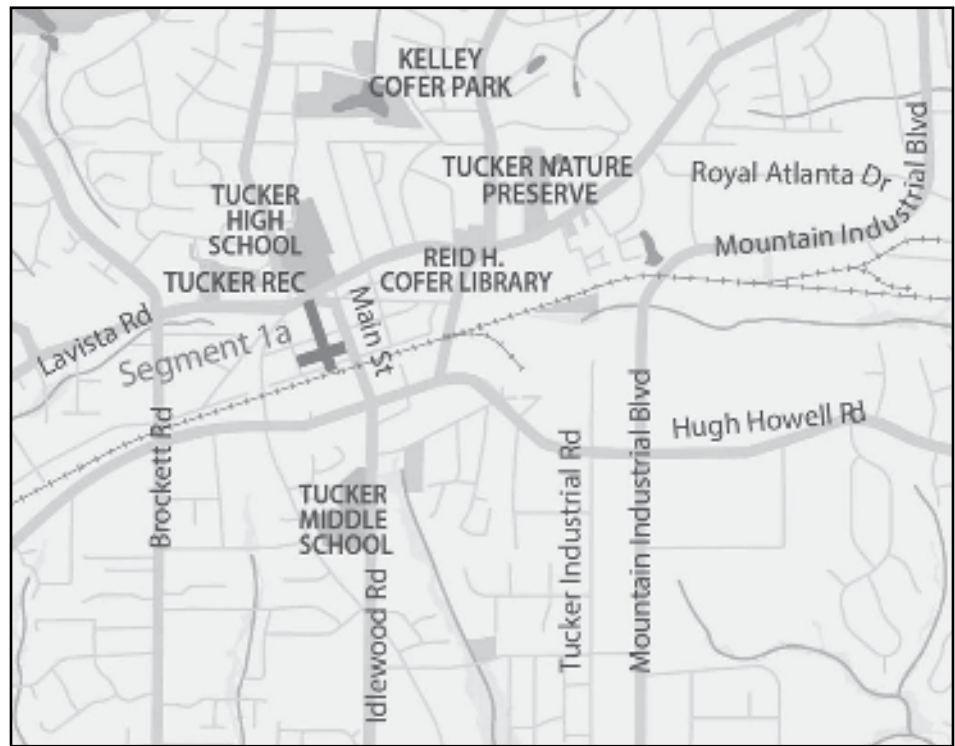 KELLEY
COFER PARK
TUCKER NATURE
PRESERVE
Royal Atlanta Dr
Mountain Industrial Blvd
TUCKER
HIGH
SCHOOL
REID H.
COFER LIBRARY
TUCKER REC
Main St
Lavista Rd
Segment 1a
Brockett Rd
Hugh Howell Rd
Tucker Industrial Rd
Mountain Industrial Blvd
TUCKER
MIDDLE
SCHOOL
Idlewood Rd